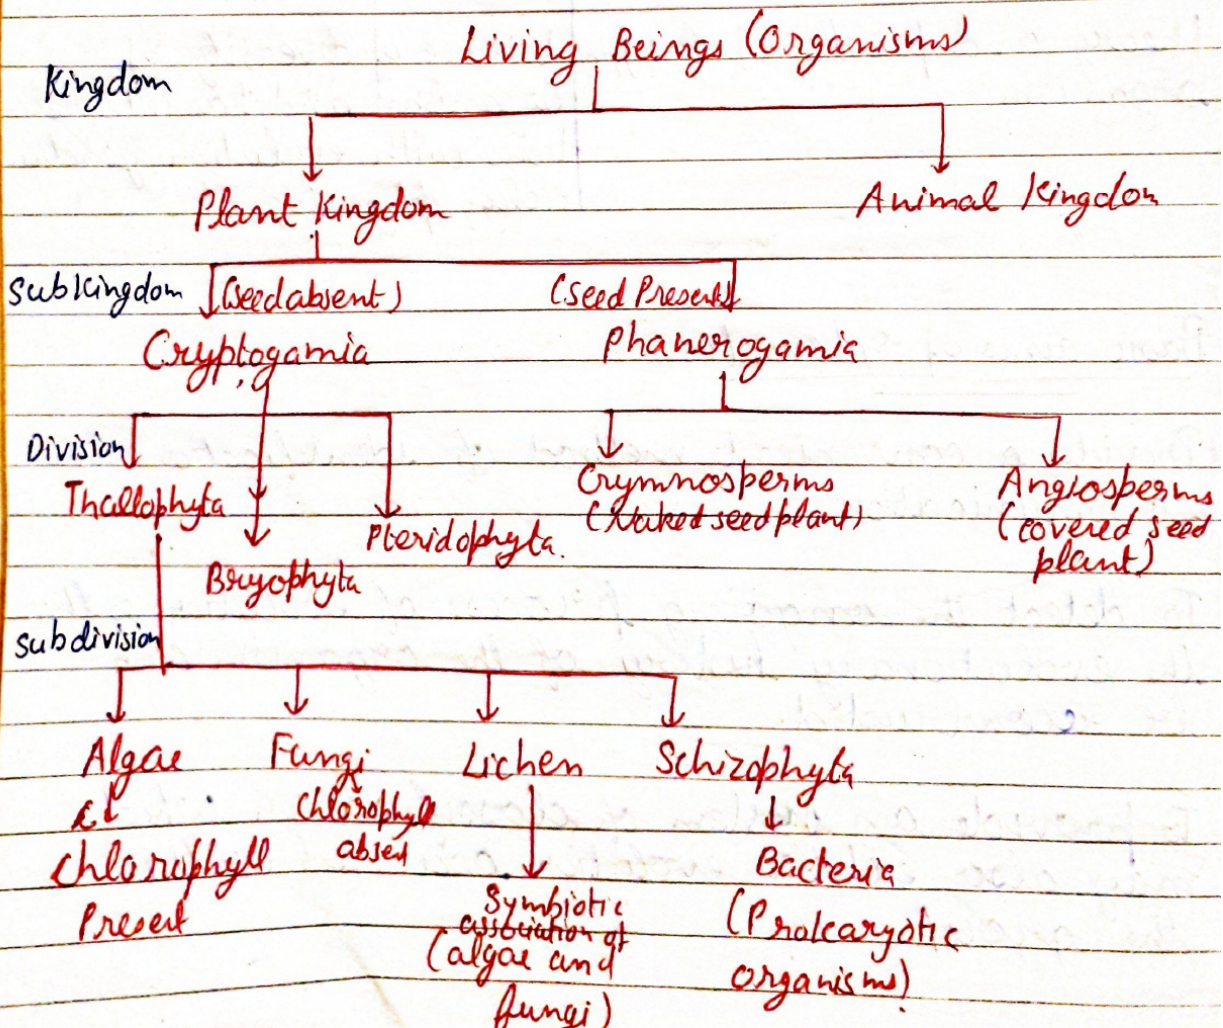 Living Beings (Organisms)
Kingdom
Plant Kingdom
Animal Kingdom
Subkingdom
(Seed absent)
(Seed Present)
Cryptogamia
Phanerogamia
Division
Thallophyta
Bryophyta
Pteridophyta.
Gymnosperms
(Naked seed plant)
Angiosperms
(covered seed
plant)
Subdivision
Algae
Chlorophyll
Present
Fungi
Chlorophyll
absent
Lichen
Symbiotic
association of
(algae and
fungi)
Schizophyta
Bacteria
(Prokaryotic
organisms)